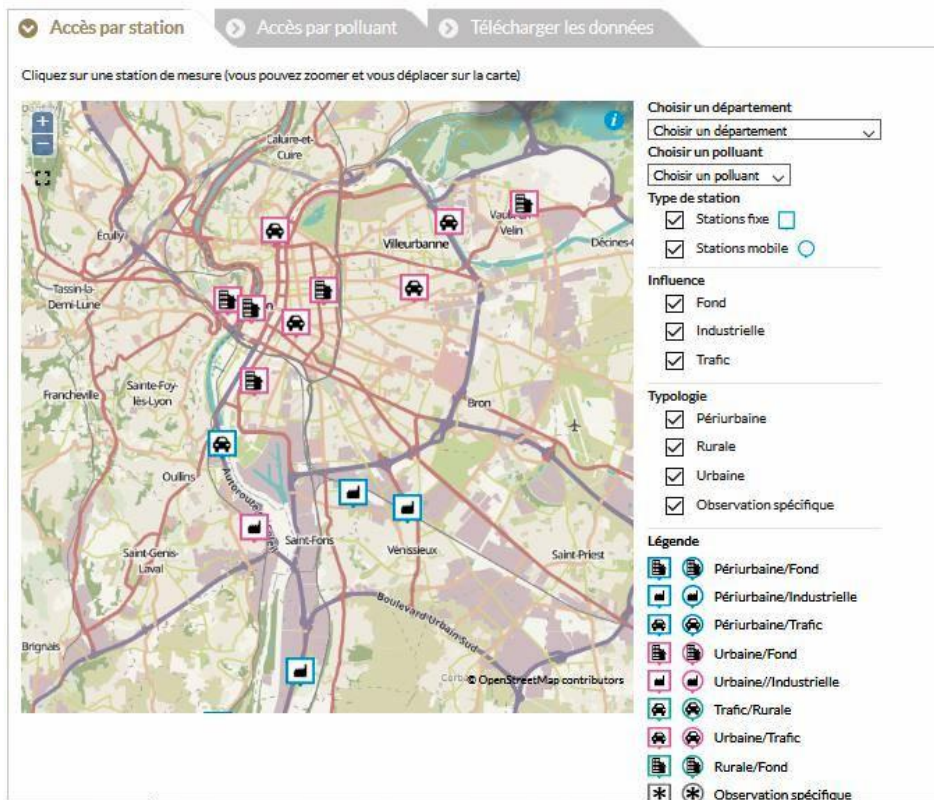 Accès par station
Accès par polluant
Télécharger les données
Cliquez sur une station de mesure (vous pouvez zoomer et vous déplacer sur la carte)
+
−
i
Caluire-et-
Cuire
Écully
Villeurbanne
Velin
Décines-
Tassin-la-
Demi-Lune
Francheville
Sainte-Foy-
lès-Lyon
Bron
Oullins
Autoroute
Saint-Fons
Saint-Genis-
Laval
Vénissieux
Saint-Priest
Boulevard Urbain Sud
Brignais
© OpenStreetMap contributors
Choisir un département
Choisir un département
Choisir un polluant
Choisir un polluant
Type de station
Stations fixe
Stations mobile
Influence
Fond
Industrielle
Trafic
Typologie
Périurbaine
Rurale
Urbaine
Observation spécifique
Légende
Périurbaine/Fond
Périurbaine/Industrielle
Périurbaine/Trafic
Urbaine/Fond
Urbaine//Industrielle
Trafic/Rurale
Urbaine/Trafic
Rurale/Fond
Observation spécifique